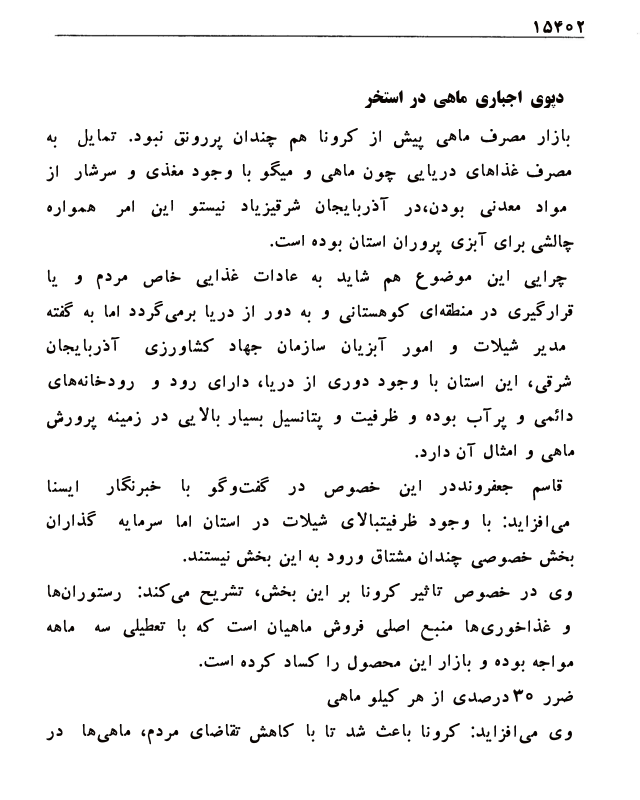 ۱۵۴۰۲
دپوی اجباری ماهی در استخر
بازار مصرف ماهی پیش از کرونا هم چندان پررونق نبود. تمایل به
مصرف غذاهای دریایی چون ماهی و میگو با وجود مغذی و سرشار از
مواد معدنی بودن،در آذربایجان شرقیزیاد نیستو این امر همواره
چالشی برای آبزی پروران استان بوده است.
چرایی این موضوع هم شاید به عادات غذایی خاص مردم و یا
قرارگیری در منطقه‌ای کوهستانی و به دور از دریا برمی‌گردد اما به گفته
مدیر شیلات و امور آبزیان سازمان جهاد کشاورزی آذربایجان
شرقی، این استان با وجود دوری از دریا، دارای رود و رودخانه‌های
دائمی و پرآب بوده و ظرفیت و پتانسیل بسیار بالایی در زمینه پرورش
ماهی و امثال آن دارد.
قاسم جعفرونددر این خصوص در گفت‌وگو با خبرنگار ایسنا
می‌افزاید: با وجود ظرفیتبالای شیلات در استان اما سرمایه گذاران
بخش خصوصی چندان مشتاق ورود به این بخش نیستند.
وی در خصوص تاثیر کرونا بر این بخش، تشریح می‌کند: رستوران‌ها
و غذاخوری‌ها منبع اصلی فروش ماهیان است که با تعطیلی سه ماهه
مواجه بوده و بازار این محصول را کساد کرده است.
ضرر ۳۰درصدی از هر کیلو ماهی
وی می‌افزاید: کرونا باعث شد تا با کاهش تقاضای مردم، ماهی‌ها در